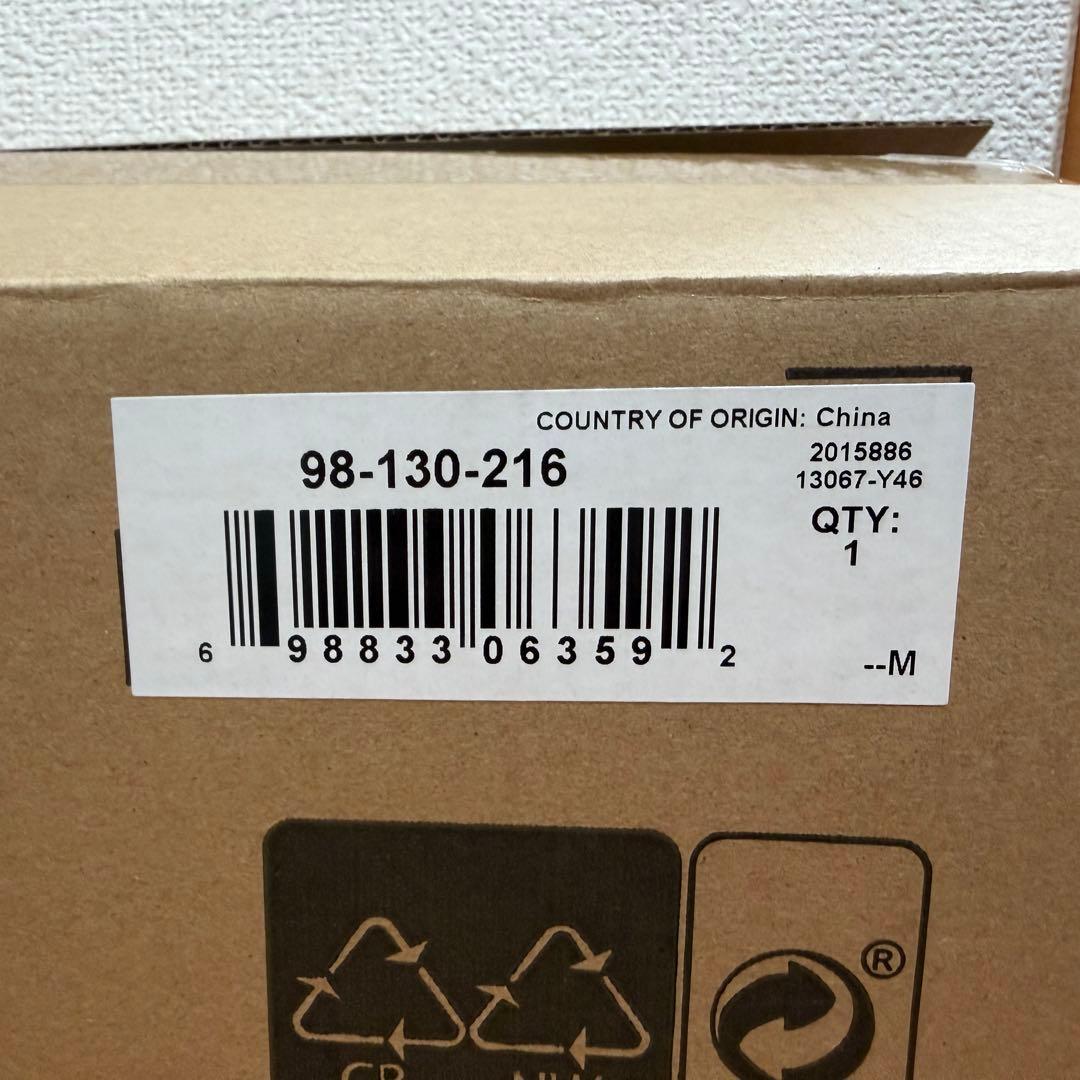 COUNTRY OF ORIGIN: China
98-130-216
2015886
13067-Y46
QTY:
1
6 98833 06359 2
--M
®